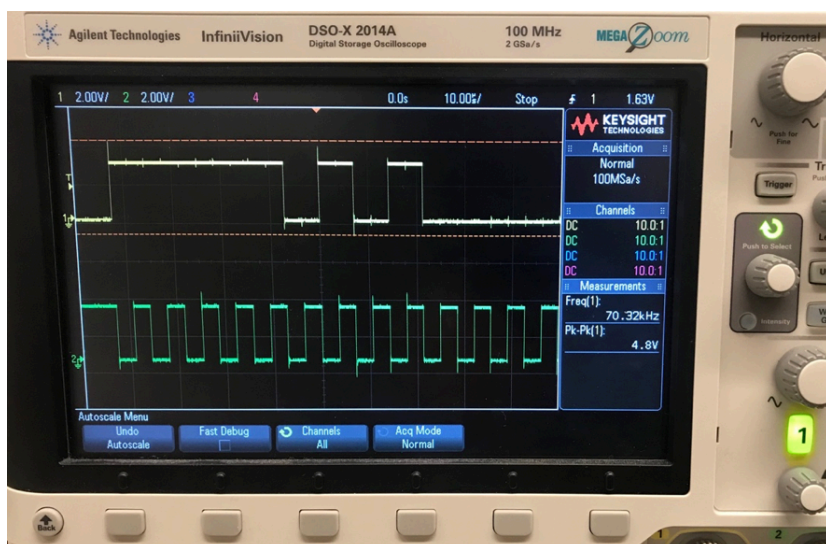 Agilent Technologies InfiniiVision DSO-X 2014A 100 MHz MEGA Zoom
Digital Storage Oscilloscope 2 GSa/s
Horizontal
1 2.00V/ 2 2.00V/ 3 4 0.0s 10.00s/ Stop 1 1.63V
KEYSIGHT
TECHNOLOGIES
Acquisition
Normal
100MSa/s
Channels
DC 10.0:1
DC 10.0:1
DC 10.0:1
DC 10.0:1
Measurements
Freq(1):
70.32kHz
Pk-Pk(1):
4.8V
T
1
2
Autoscale Menu
Undo
Autoscale
Fast Debug
Channels
All
Acq Mode
Normal
Back
Push for
Fine
Trigger
Push to Select
Intensity
1
1
2